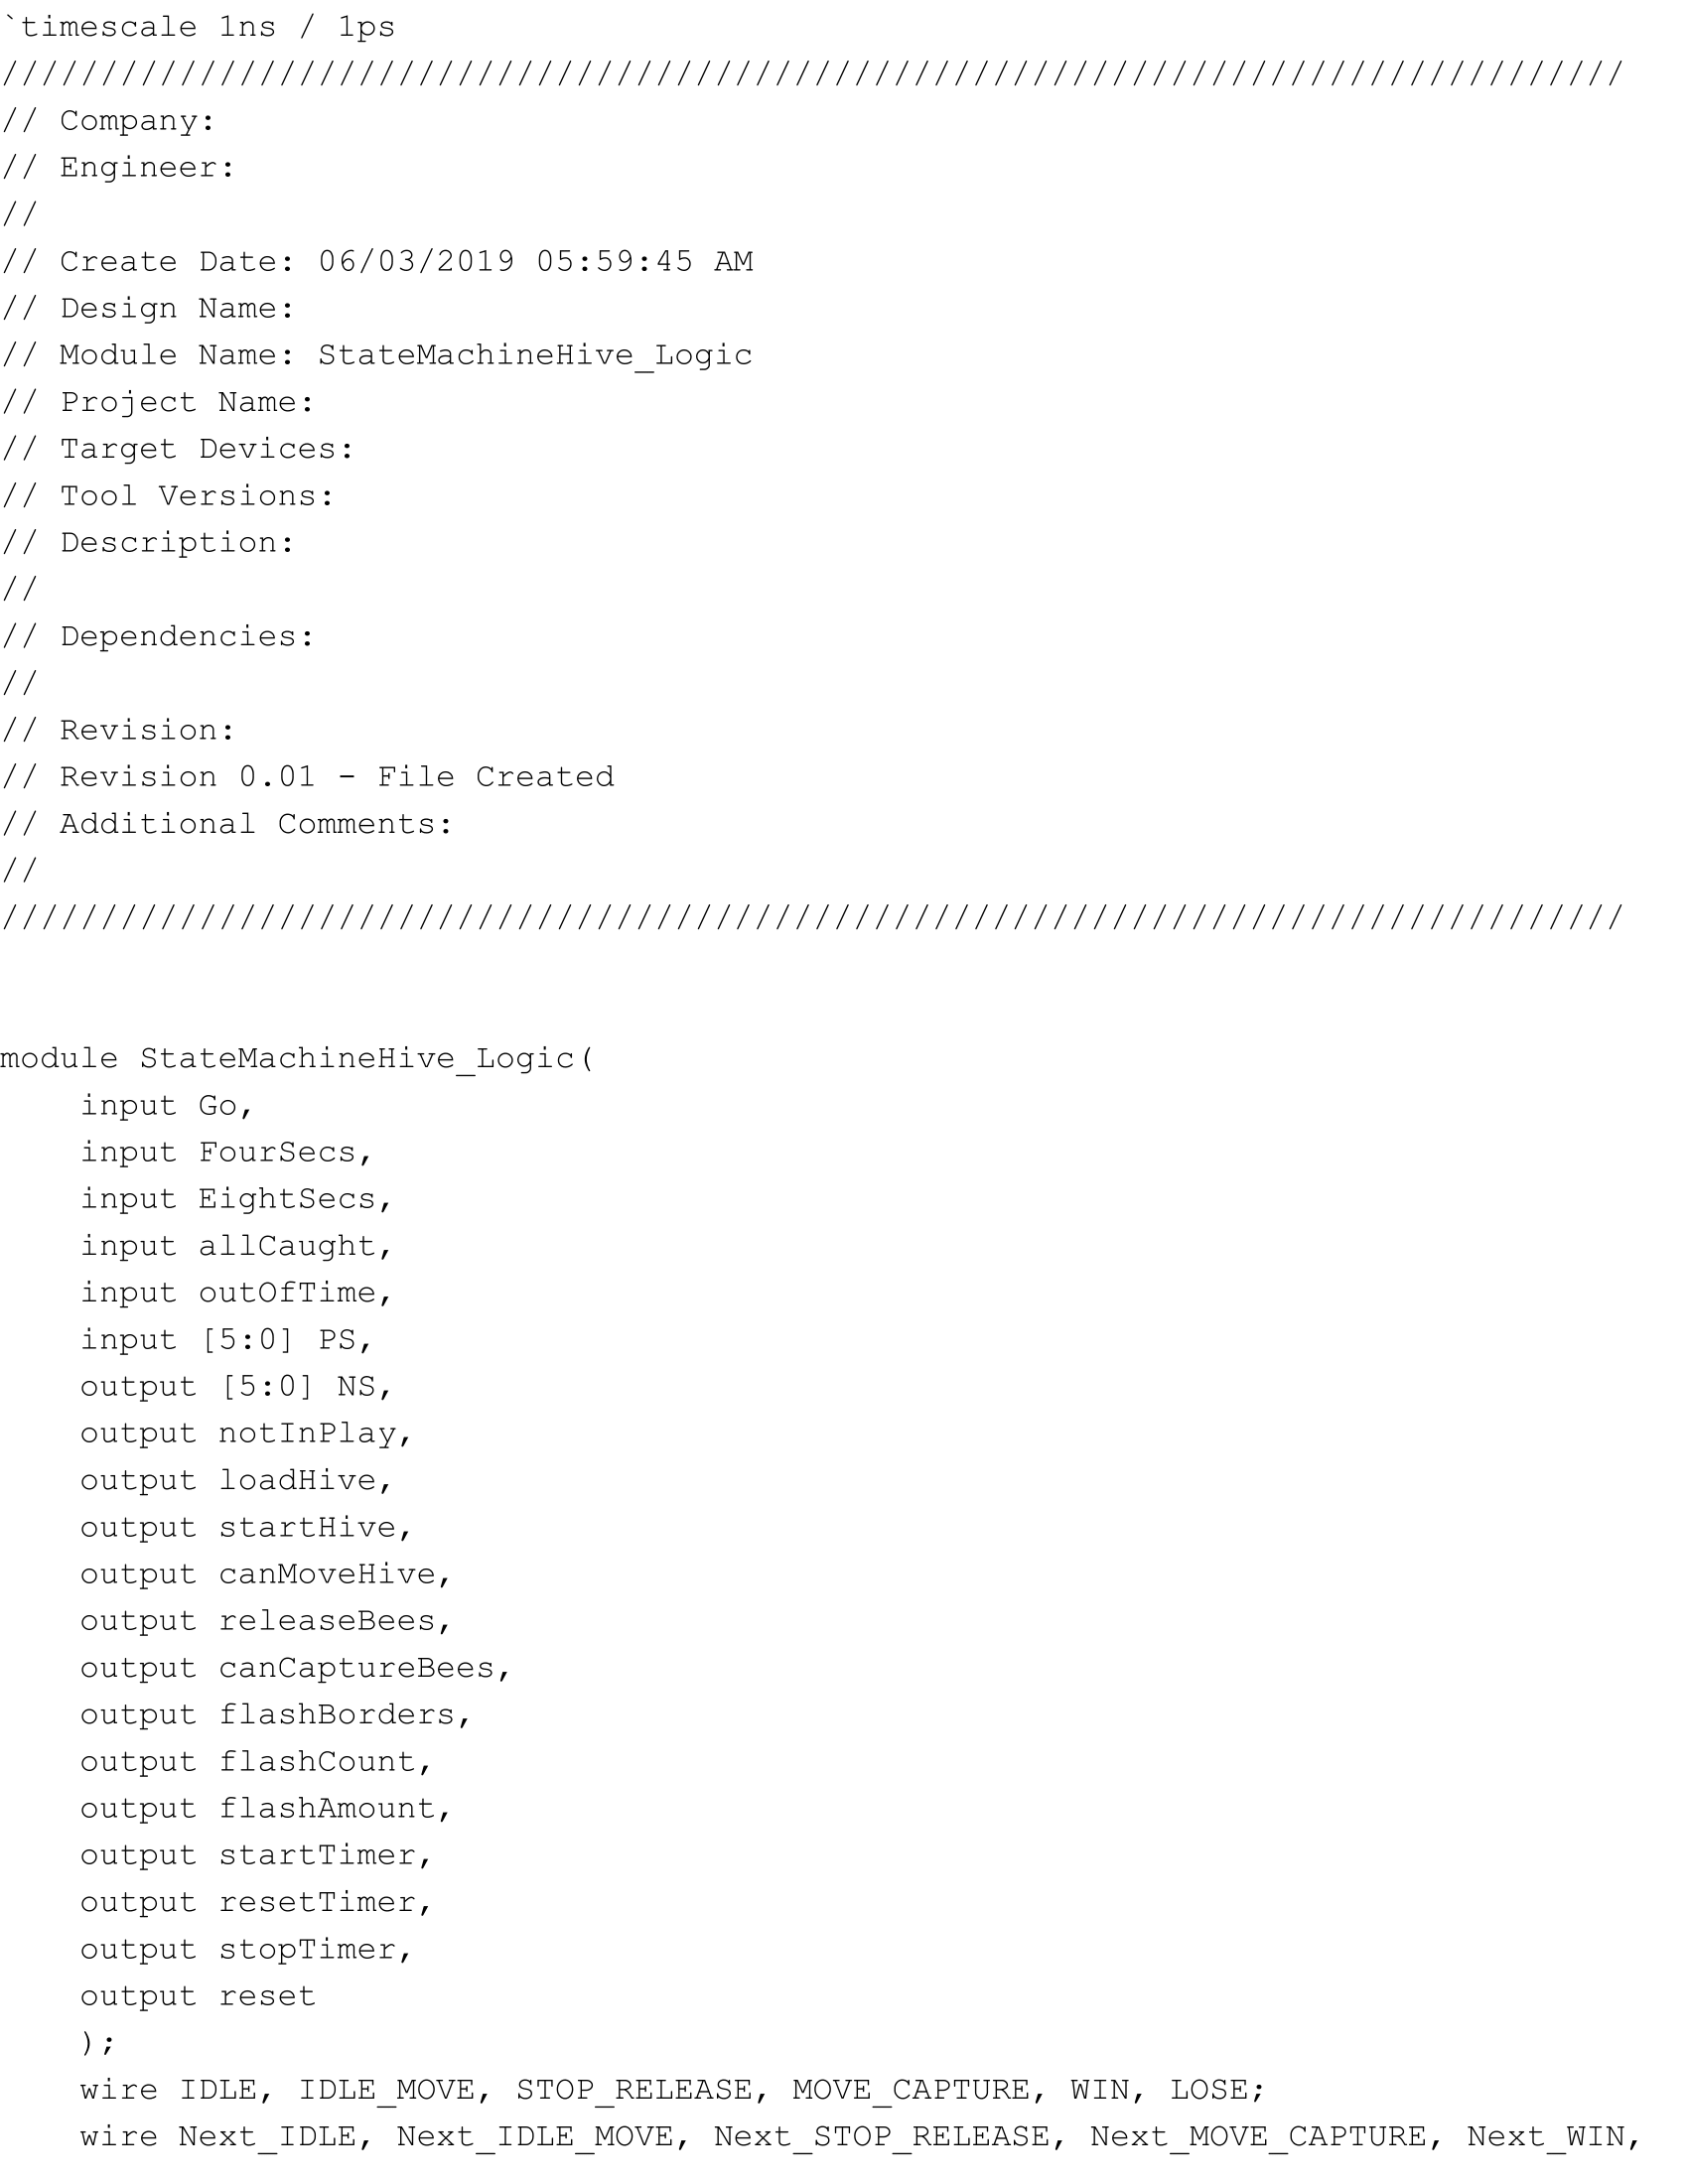 `timescale 1ns / 1ps
//////////////////////////////////////////////////////////////////////////////////
// Company:
// Engineer:
//
// Create Date: 06/03/2019 05:59:45 AM
// Design Name:
// Module Name: StateMachineHive_Logic
// Project Name:
// Target Devices:
// Tool Versions:
// Description:
//
// Dependencies:
//
// Revision:
// Revision 0.01 - File Created
// Additional Comments:
//
//////////////////////////////////////////////////////////////////////////////////
module StateMachineHive_Logic(
    input Go,
    input FourSecs,
    input EightSecs,
    input allCaught,
    input outOfTime,
    input [5:0] PS,
    output [5:0] NS,
    output notInPlay,
    output loadHive,
    output startHive,
    output canMoveHive,
    output releaseBees,
    output canCaptureBees,
    output flashBorders,
    output flashCount,
    output flashAmount,
    output startTimer,
    output resetTimer,
    output stopTimer,
    output reset
    );
    wire IDLE, IDLE_MOVE, STOP_RELEASE, MOVE_CAPTURE, WIN, LOSE;
    wire Next_IDLE, Next_IDLE_MOVE, Next_STOP_RELEASE, Next_MOVE_CAPTURE, Next_WIN,